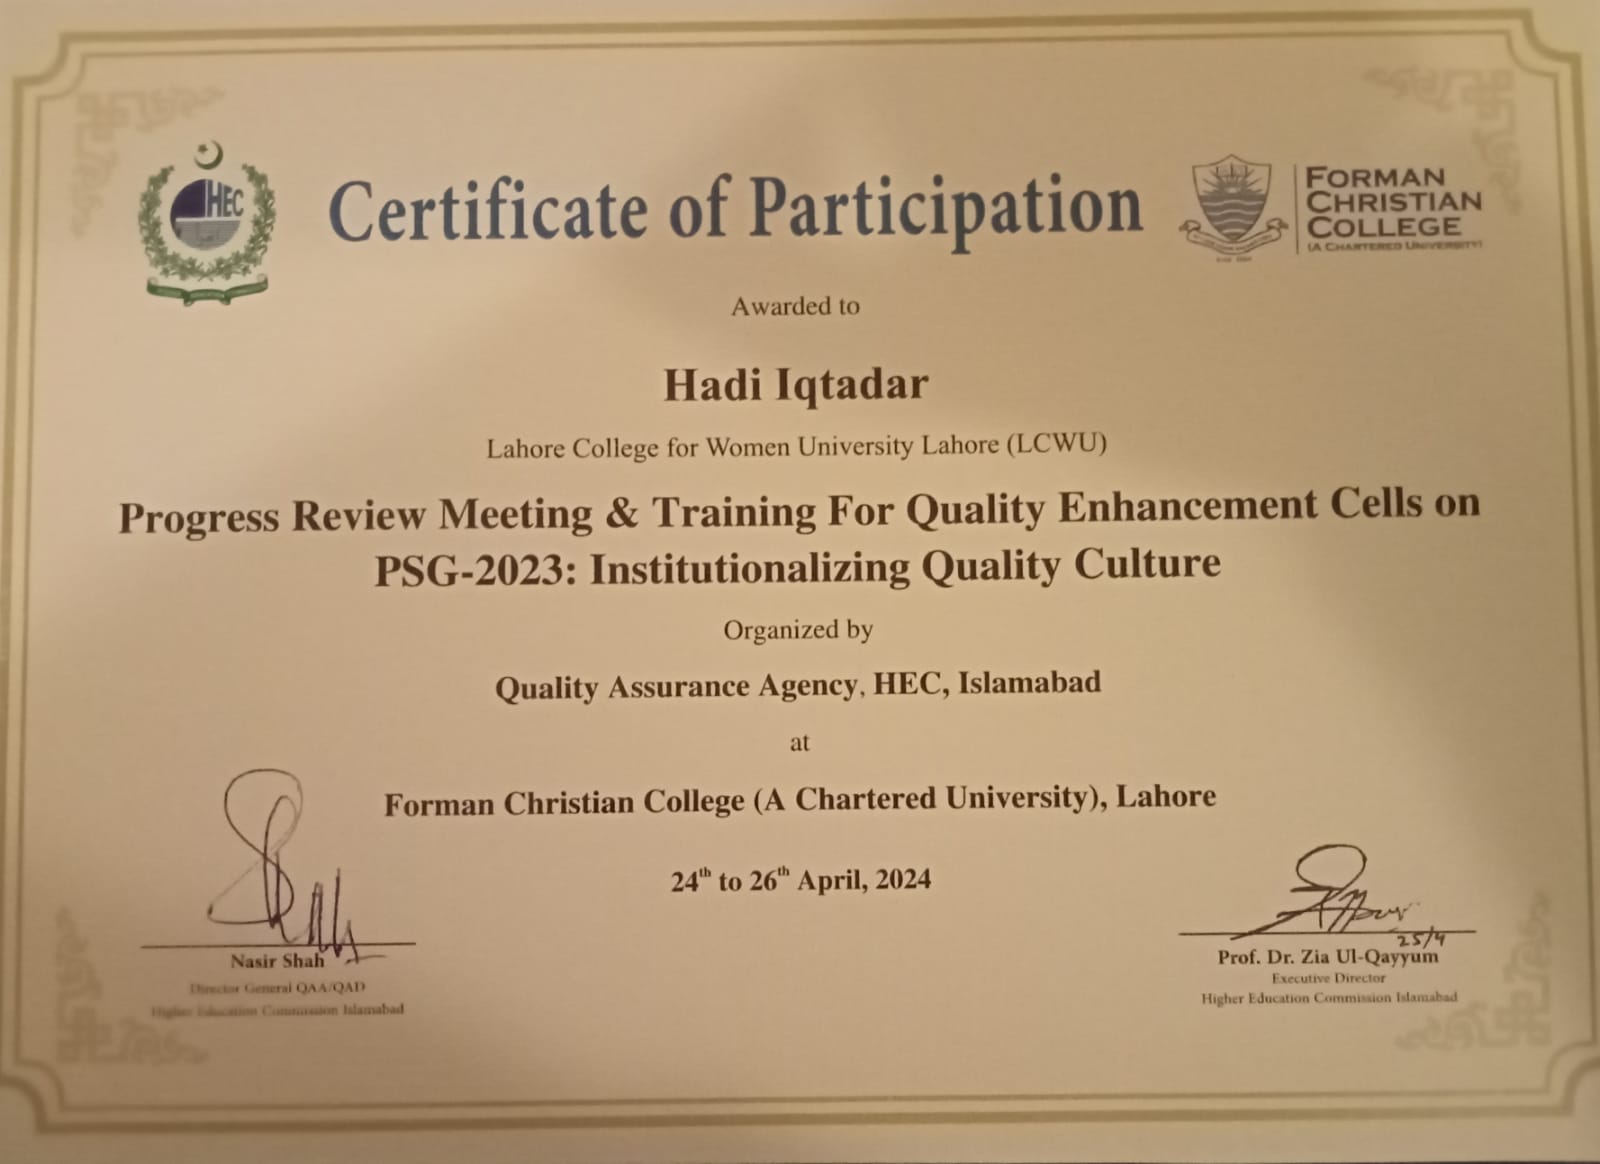 HEC
Certificate of Participation
FORMAN
CHRISTIAN
COLLEGE
(A CHARTERED UNIVERSITY)
Awarded to
Hadi Iqtadar
Lahore College for Women University Lahore (LCWU)
Progress Review Meeting & Training For Quality Enhancement Cells on
PSG-2023: Institutionalizing Quality Culture
Organized by
Quality Assurance Agency, HEC, Islamabad
at
Forman Christian College (A Chartered University), Lahore
24th to 26th April, 2024
Nasir Shah
Director General QAA/QAD
Higher Education Commission Islamabad
25/4
Prof. Dr. Zia Ul-Qayyum
Executive Director
Higher Education Commission Islamabad